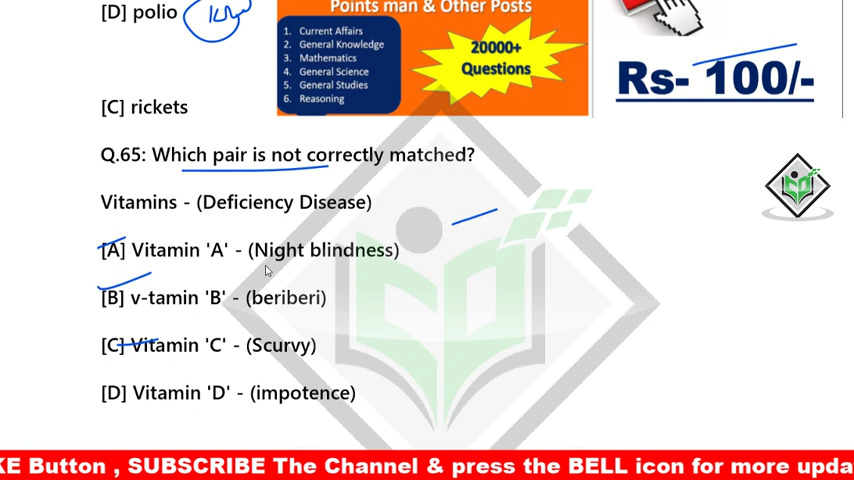 [D] polio
Points man & Other Posts
1. Current Affairs
2. General Knowledge
3. Mathematics
4. General Science
5. General Studies
6. Reasoning
20000+
Questions
Rs- 100/-
[C] rickets
Q.65: Which pair is not correctly matched?
Vitamins - (Deficiency Disease)
[A] Vitamin 'A' - (Night blindness)
[B] v-tamin 'B' - (beriberi)
[C] Vitamin 'C' - (Scurvy)
[D] Vitamin 'D' - (impotence)
KE Button , SUBSCRIBE The Channel & press the BELL icon for more upda